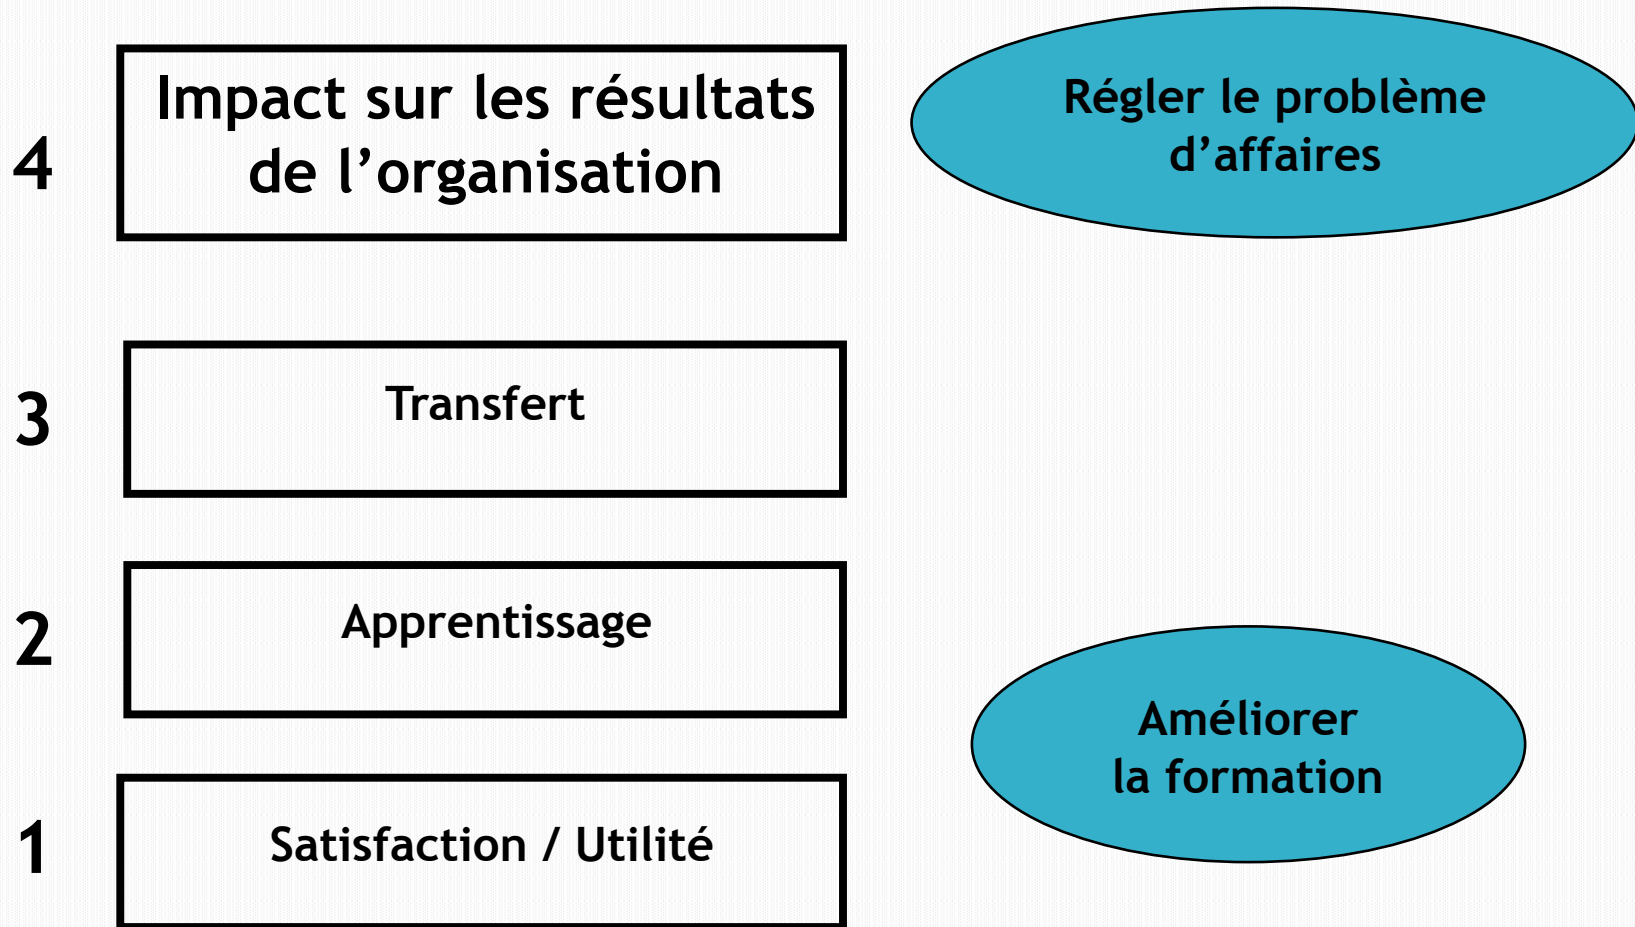 4
Impact sur les résultats
de l’organisation
Régler le problème
d’affaires
3
Transfert
2
Apprentissage
Améliorer
la formation
1
Satisfaction / Utilité